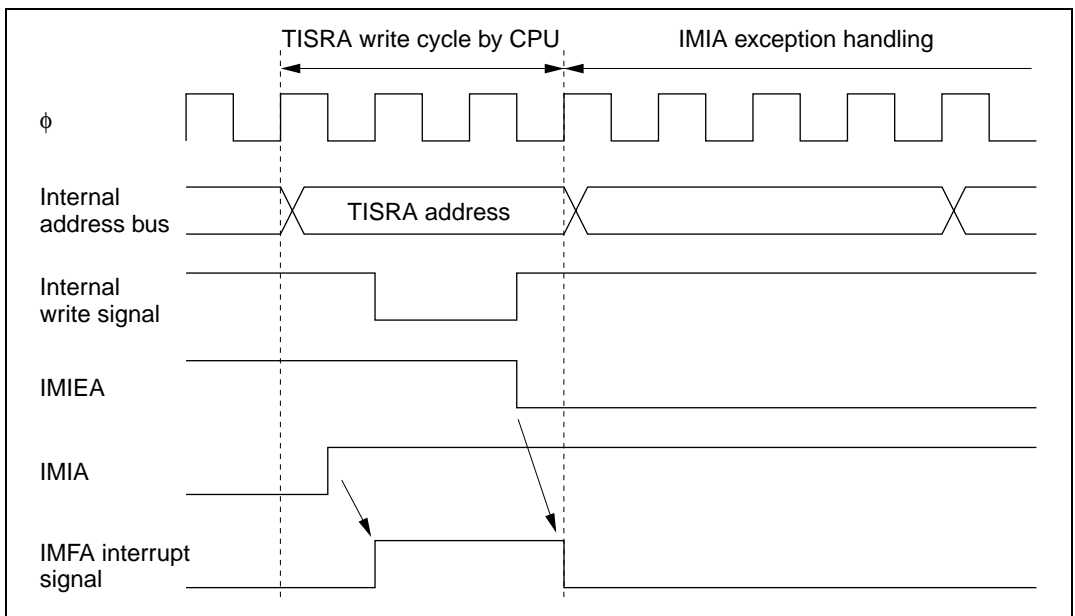 TISRA write cycle by CPU
IMIA exception handling
φ
Internal
address bus
TISRA address
Internal
write signal
IMIEA
IMIA
IMFA interrupt
signal